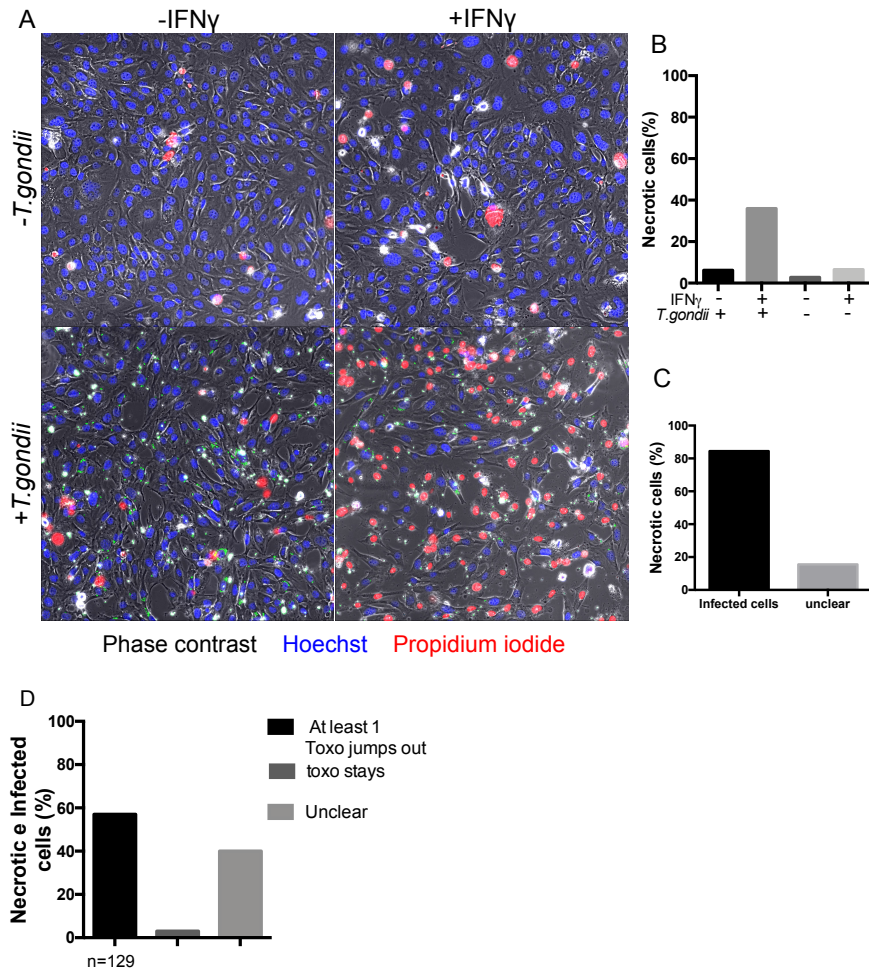 A
-IFNγ
+IFNγ
-T.gondii
+T.gondii
Phase contrast Hoechst Propidium iodide
B
Necrotic cells(%)
100
80
60
40
20
0
IFNγ - + - +
T.gondii + + - -
C
Necrotic cells (%)
100
80
60
40
20
0
Infected cells unclear
D
Necrotic e Infected
cells (%)
100
80
60
40
20
0
n=129
At least 1
Toxo jumps out
toxo stays
Unclear